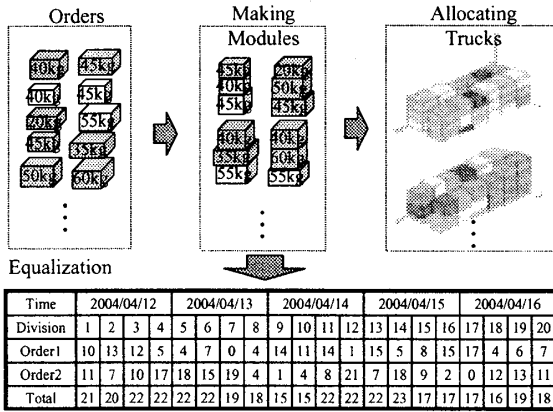 Orders
Making Modules
Allocating Trucks
40kg 45kg
40kg 45kg
20kg 55kg
45kg 35kg
50kg 60kg
45kg 20kg
40kg 50kg
45kg 45kg
40kg 40kg
35kg 60kg
55kg 55kg
Equalization
Time 2004/04/12 2004/04/13 2004/04/14 2004/04/15 2004/04/16
Division 1 2 3 4 5 6 7 8 9 10 11 12 13 14 15 16 17 18 19 20
Order1 10 13 12 5 4 7 0 4 14 11 14 1 15 5 8 15 17 4 6 7
Order2 11 7 10 17 18 15 19 4 1 4 8 21 7 18 9 2 0 12 13 11
Total 21 20 22 22 22 22 19 18 15 15 22 22 22 23 17 17 17 16 19 18